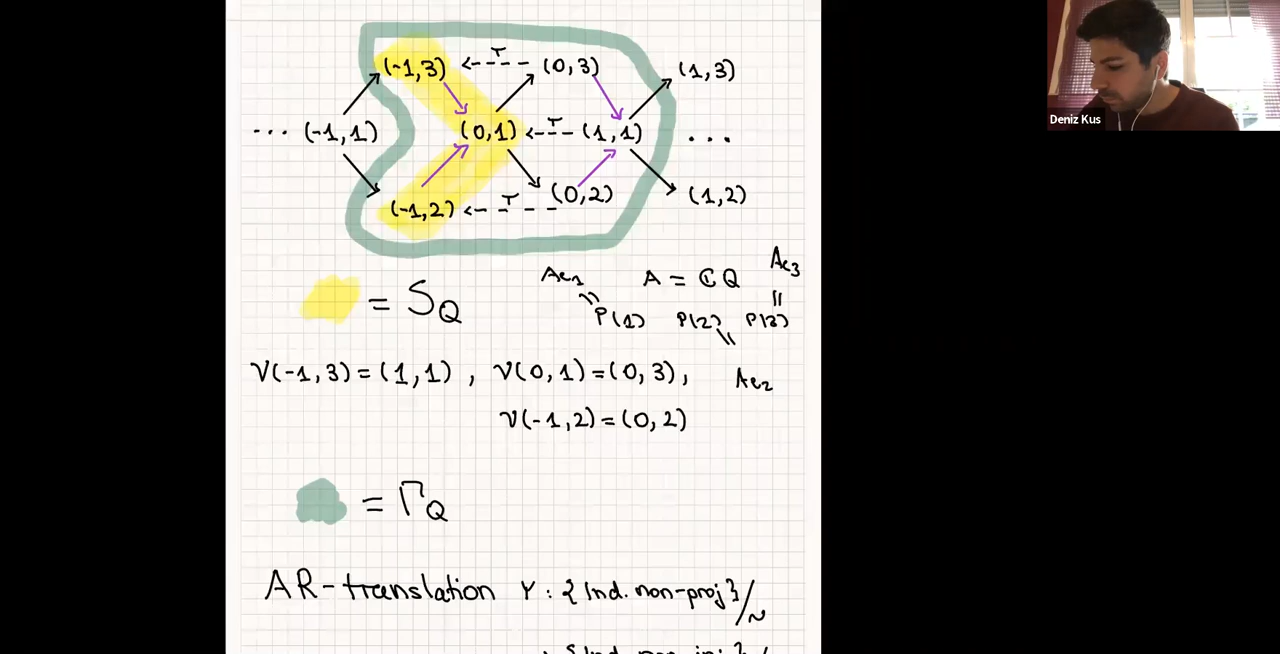 (-1,3) <--- τ --- (0,3) (1,3)
... (-1,1) (0,1) <--- τ --- (1,1) ...
(-1,2) <--- τ --- (0,2) (1,2)
Ae₁ A = ℂQ Ae₃
P(1) P(2) P(3)
= S_Q
Ae₂
ν(-1,3) = (1,1), ν(0,1) = (0,3),
ν(-1,2) = (0,2)
= Γ_Q
AR-translation τ : {Ind. non-proj}/~
Deniz Kus